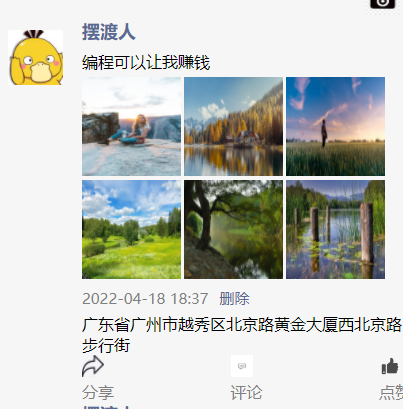 摆渡人
编程可以让我赚钱
2022-04-18 18:37 删除
广东省广州市越秀区北京路黄金大厦西北京路
步行街
分享 评论 点赞